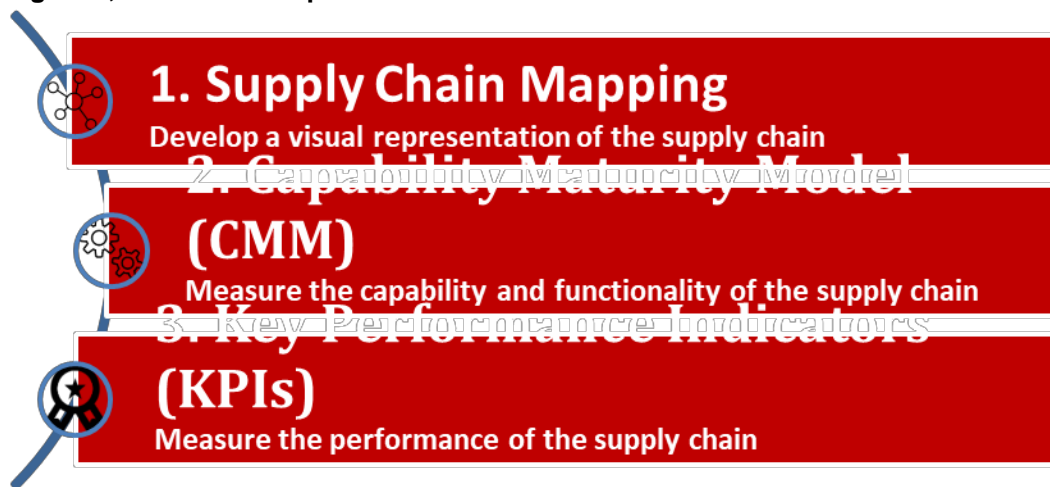 1. Supply Chain Mapping
Develop a visual representation of the supply chain
2. Capability Maturity Model
(CMM)
Measure the capability and functionality of the supply chain
3. Key Performance Indicators
(KPIs)
Measure the performance of the supply chain